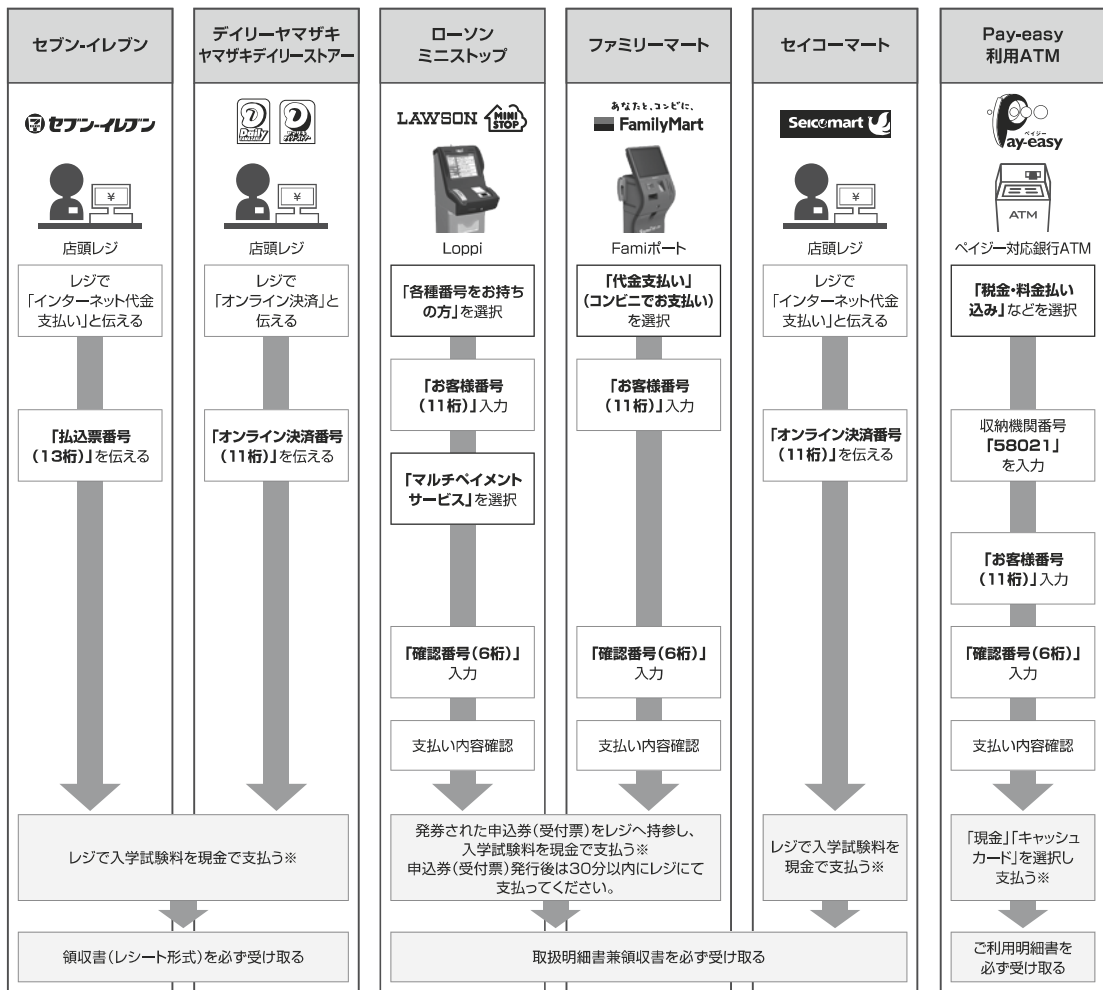 セブン-イレブン
セブン-イレブン
¥
店頭レジ
レジで
「インターネット代金
支払い」と伝える
「払込票番号
(13桁)」を伝える
デイリーヤマザキ
ヤマザキデイリーストアー
Daily
¥
店頭レジ
レジで
「オンライン決済」と
伝える
「オンライン決済番号
(11桁)」を伝える
レジで入学試験料を現金で支払う※
領収書(レシート形式)を必ず受け取る
ローソン
ミニストップ
LAWSON
MINI
STOP
Loppi
「各種番号をお持ち
の方」を選択
「お客様番号
(11桁)」入力
「マルチペイメント
サービス」を選択
「確認番号(6桁)」
入力
支払い内容確認
ファミリーマート
あなたと、コンビに、
FamilyMart
Famiポート
「代金支払い」
(コンビニでお支払い)
を選択
「お客様番号
(11桁)」入力
「確認番号(6桁)」
入力
支払い内容確認
発券された申込券(受付票)をレジへ持参し、
入学試験料を現金で支払う※
申込券(受付票)発行後は30分以内にレジにて
支払ってください。
セイコーマート
Seicomart
¥
店頭レジ
レジで
「インターネット代金
支払い」と伝える
「オンライン決済番号
(11桁)」を伝える
レジで入学試験料を
現金で支払う※
取扱明細書兼領収書を必ず受け取る
Pay-easy
利用ATM
ペイジー
Pay-easy
ATM
ペイジー対応銀行ATM
「税金・料金払い
込み」などを選択
収納機関番号
「58021」
を入力
「お客様番号
(11桁)」入力
「確認番号(6桁)」
入力
支払い内容確認
「現金」「キャッシュ
カード」を選択し
支払う※
ご利用明細書を
必ず受け取る